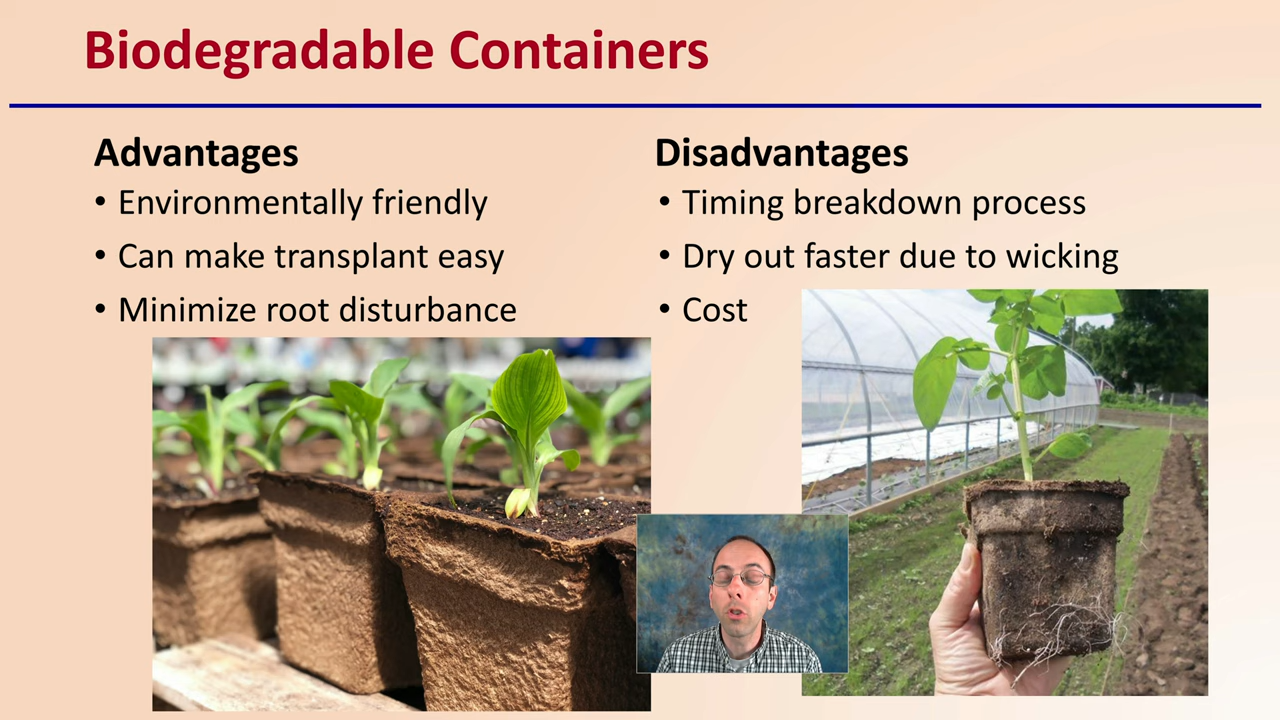 Biodegradable Containers
Advantages
• Environmentally friendly
• Can make transplant easy
• Minimize root disturbance
Disadvantages
• Timing breakdown process
• Dry out faster due to wicking
• Cost